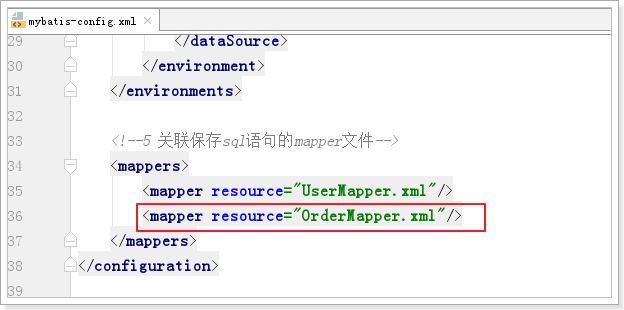 mybatis-config.xml ×
29 </dataSource>
30 </environment>
31 </environments>
32
33 <!--5 关联保存sql语句的mapper文件-->
34 <mappers>
35 <mapper resource="UserMapper.xml"/>
36 <mapper resource="OrderMapper.xml"/>
37 </mappers>
38 </configuration>
39